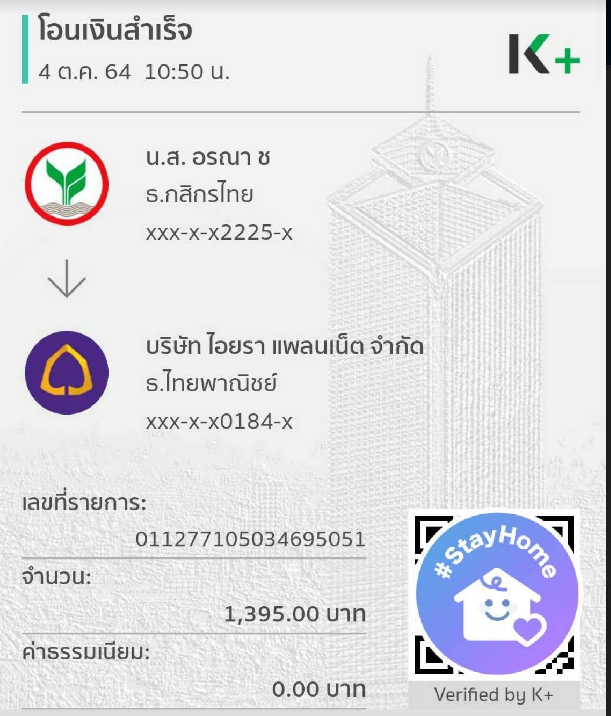 โอนเงินสำเร็จ
4 ต.ค. 64 10:50 น.
K+
น.ส. อรณา ช
ธ.กสิกรไทย
xxx-x-x2225-x
บริษัท ไอยรา แพลนเน็ต จำกัด
ธ.ไทยพาณิชย์
xxx-x-x0184-x
เลขที่รายการ:
011277105034695051
จำนวน:
1,395.00 บาท
ค่าธรรมเนียม:
0.00 บาท
#StayHome
Verified by K+